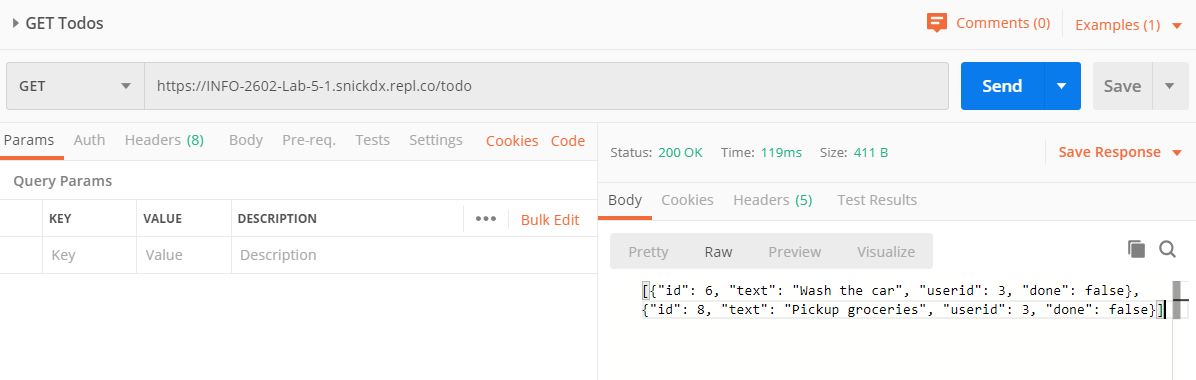 GET Todos
Comments (0)
Examples (1)
GET
https://INFO-2602-Lab-5-1.snickdx.repl.co/todo
Send
Save
Params Auth Headers (8) Body Pre-req. Tests Settings Cookies Code
Query Params
KEY VALUE DESCRIPTION ••• Bulk Edit
Key Value Description
Status: 200 OK Time: 119ms Size: 411 B Save Response
Body Cookies Headers (5) Test Results
Pretty Raw Preview Visualize
[{"id": 6, "text": "Wash the car", "userid": 3, "done": false},
{"id": 8, "text": "Pickup groceries", "userid": 3, "done": false}]